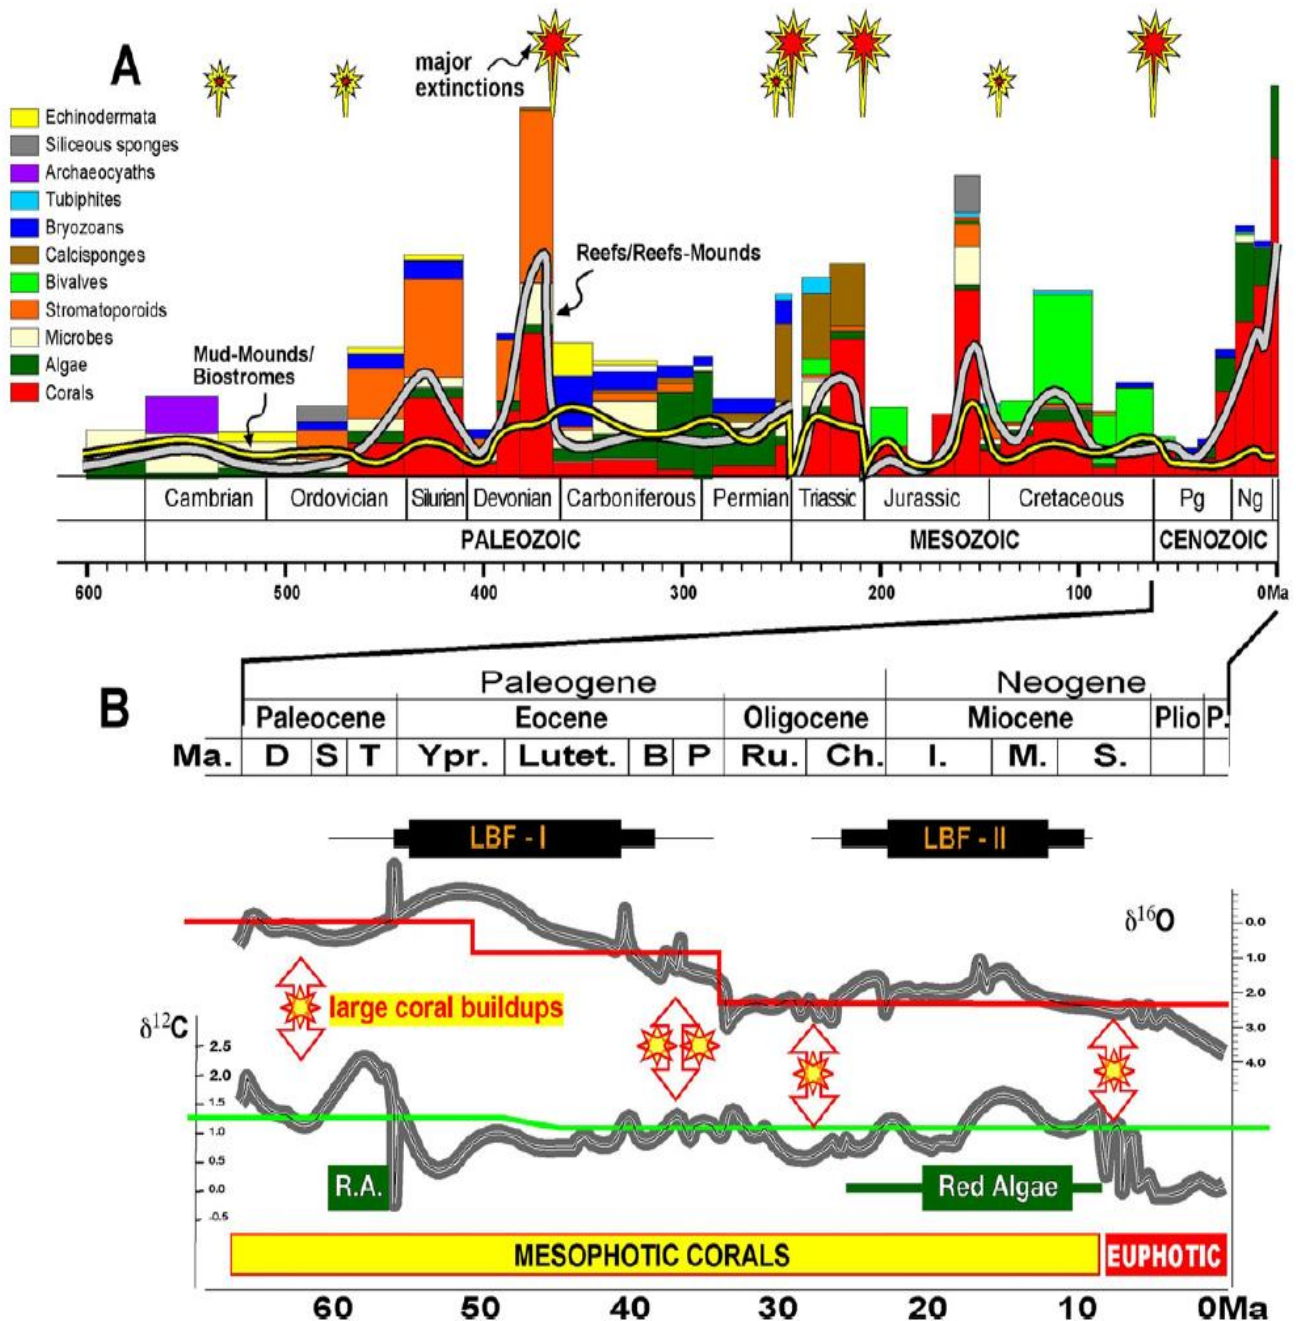 A
major
extinctions
Echinodermata
Siliceous sponges
Archaeocyaths
Tubiphites
Bryozoans
Calcisponges
Bivalves
Stromatoporoids
Microbes
Algae
Corals
Reefs/Reefs-Mounds
Mud-Mounds/
Biostromes
Cambrian Ordovician Silurian Devonian Carboniferous Permian Triassic Jurassic Cretaceous Pg Ng
PALEOZOIC MESOZOIC CENOZOIC
600 500 400 300 200 100 0Ma
B
Paleogene Neogene
Paleocene Eocene Oligocene Miocene Plio P.
Ma. D S T Ypr. Lutet. B P Ru. Ch. I. M. S.
LBF - I LBF - II
δ16O
0.0
1.0
2.0
3.0
4.0
large coral buildups
δ12C
2.5
2.0
1.5
1.0
0.5
0.0
-0.5
R.A. Red Algae
MESOPHOTIC CORALS EUPHOTIC
60 50 40 30 20 10 0Ma